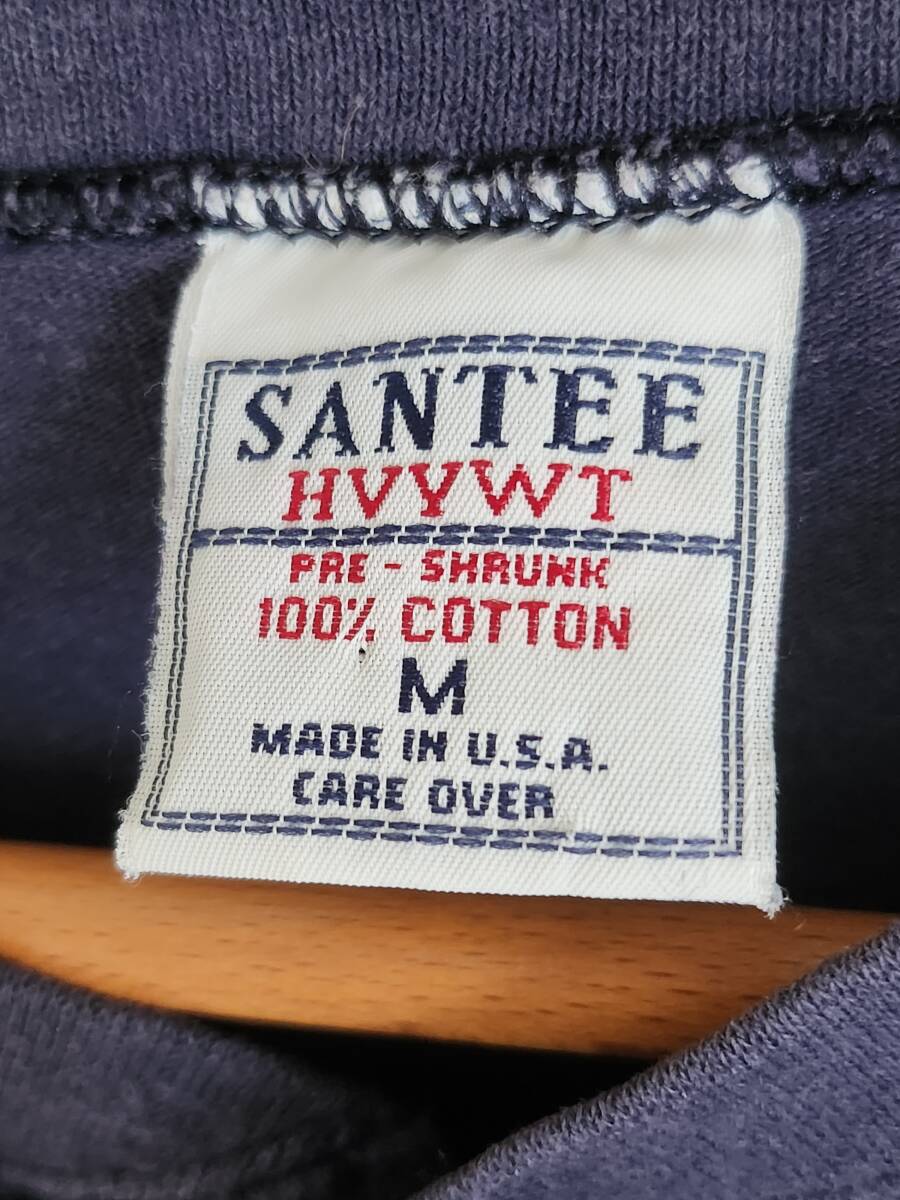 SANTEE
HVYWT
PRE - SHRUNK
100% COTTON
M
MADE IN U.S.A.
CARE OVER